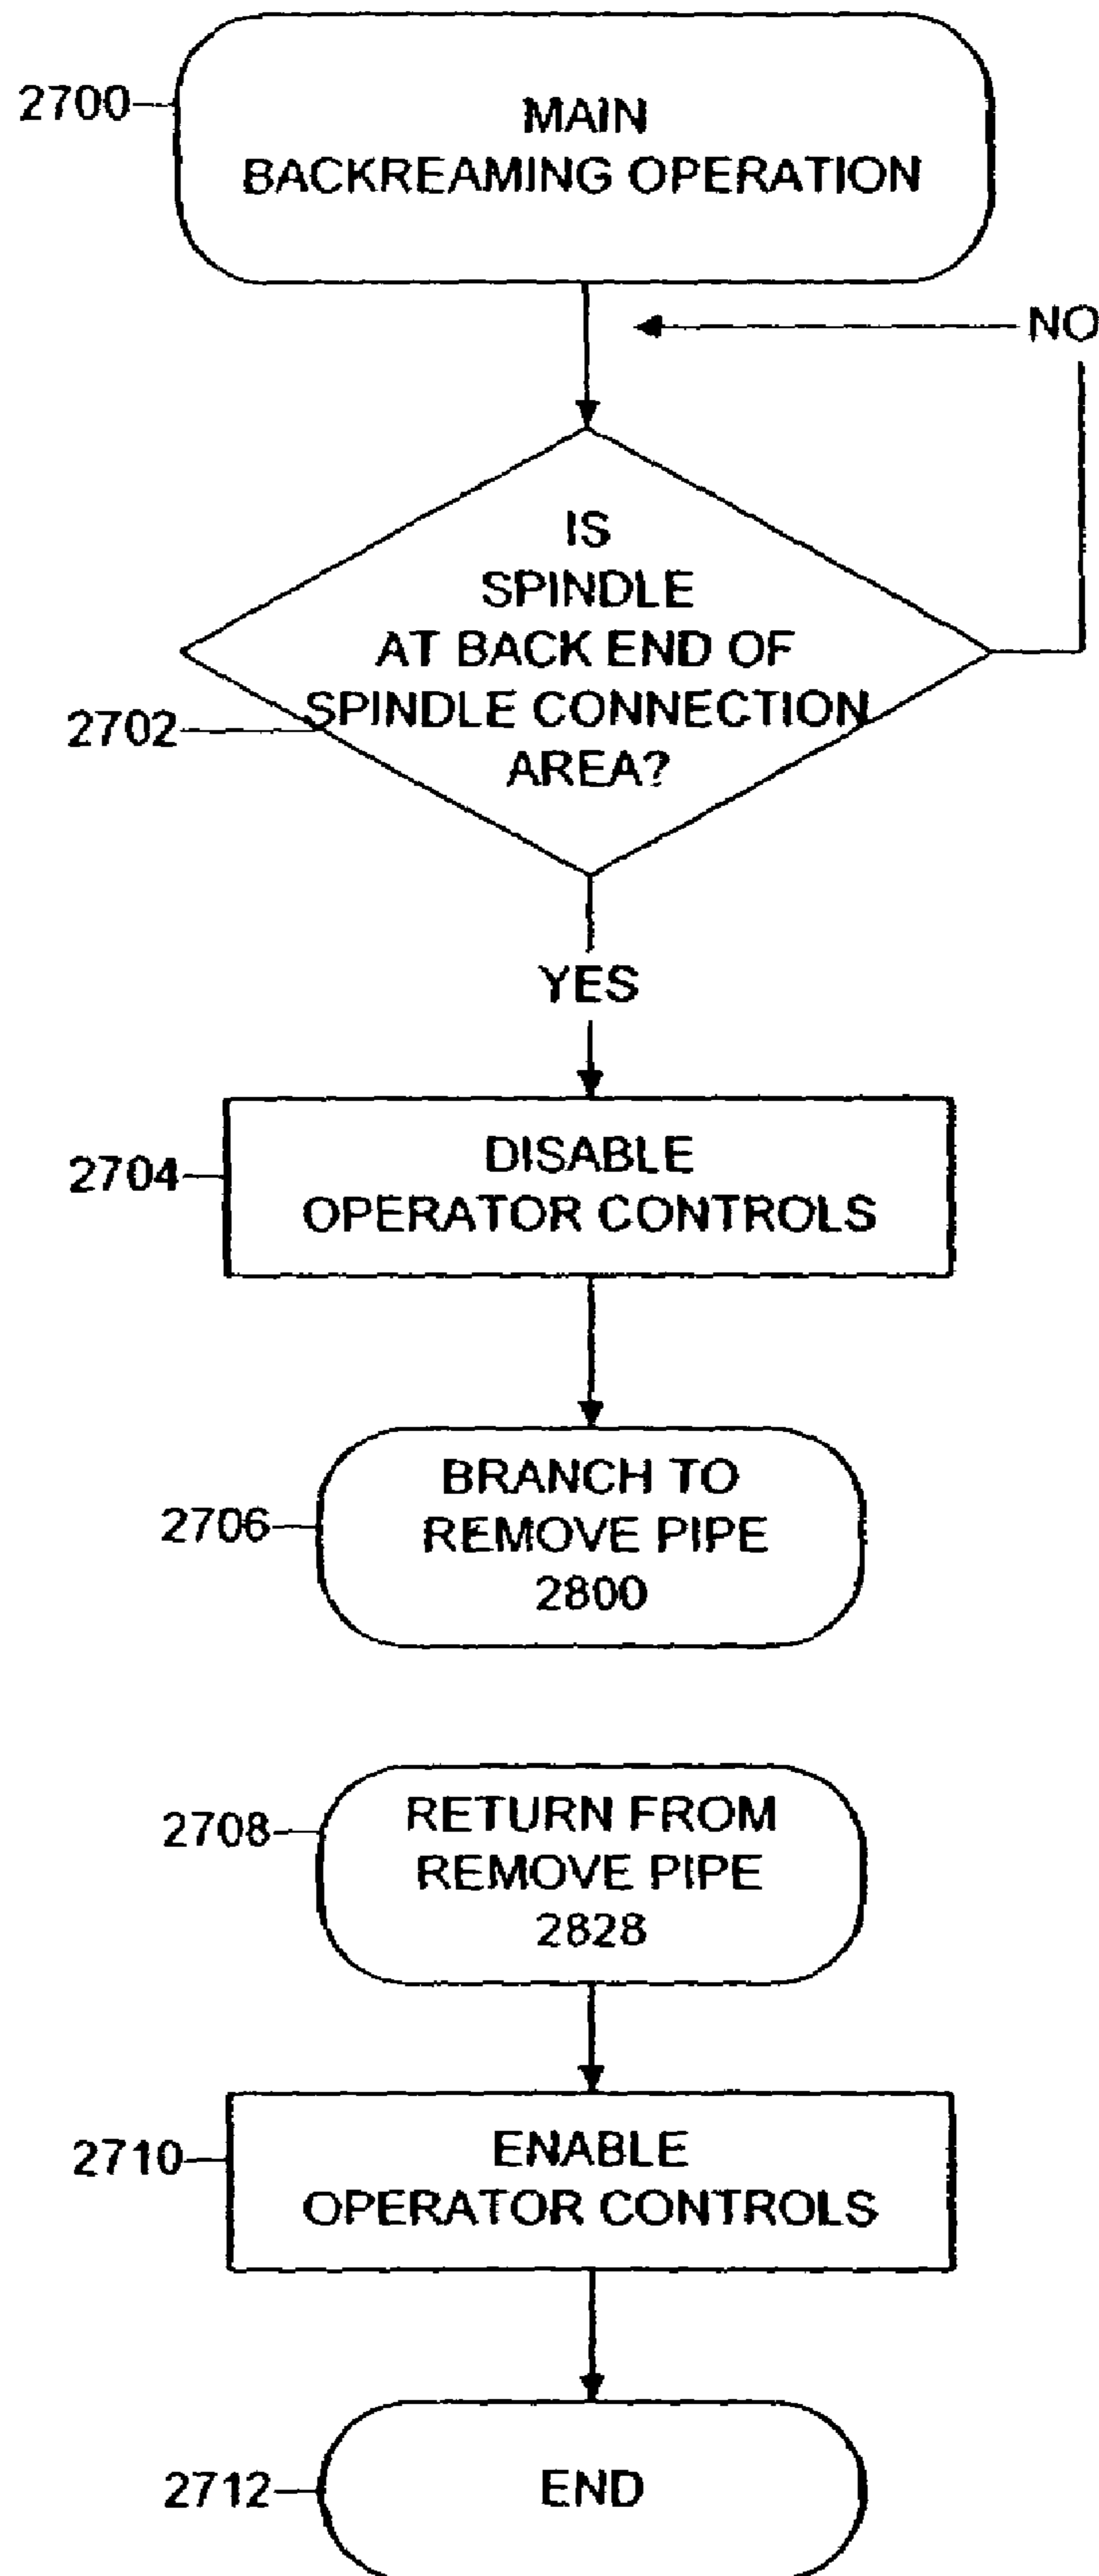 2700
MAIN
BACKREAMING OPERATION
NO
IS
SPINDLE
AT BACK END OF
SPINDLE CONNECTION
AREA?
2702
YES
2704
DISABLE
OPERATOR CONTROLS
2706
BRANCH TO
REMOVE PIPE
2800
2708
RETURN FROM
REMOVE PIPE
2828
2710
ENABLE
OPERATOR CONTROLS
2712
END